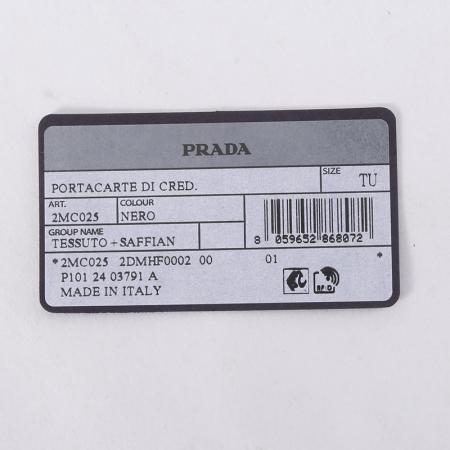 PRADA
SIZE
PORTACARTE DI CRED. TU
ART. COLOUR
2MC025 NERO
GROUP NAME
TESSUTO+SAFFIAN
8 059652 868072
*2MC025 2DMHF0002 00 01 *
P101 24 03791 A
MADE IN ITALY
RFID